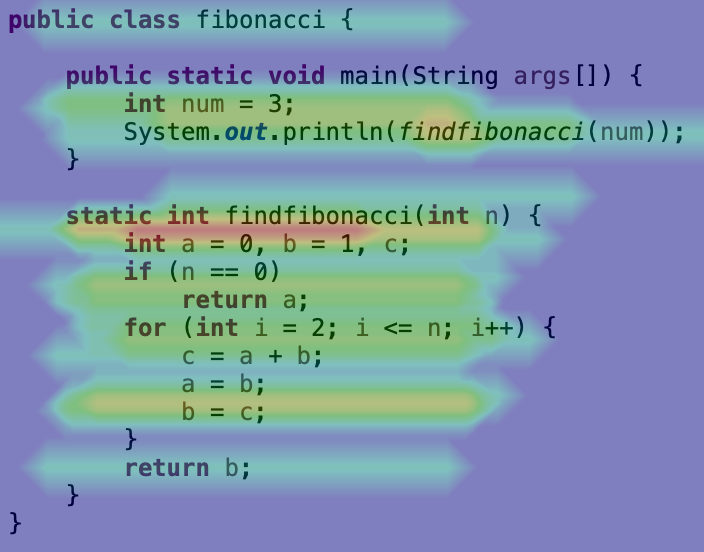 public class fibonacci {
public static void main(String args[]) {
int num = 3;
System.out.println(findfibonacci(num));
}
static int findfibonacci(int n) {
int a = 0, b = 1, c;
if (n == 0)
return a;
for (int i = 2; i <= n; i++) {
c = a + b;
a = b;
b = c;
}
return b;
}
}